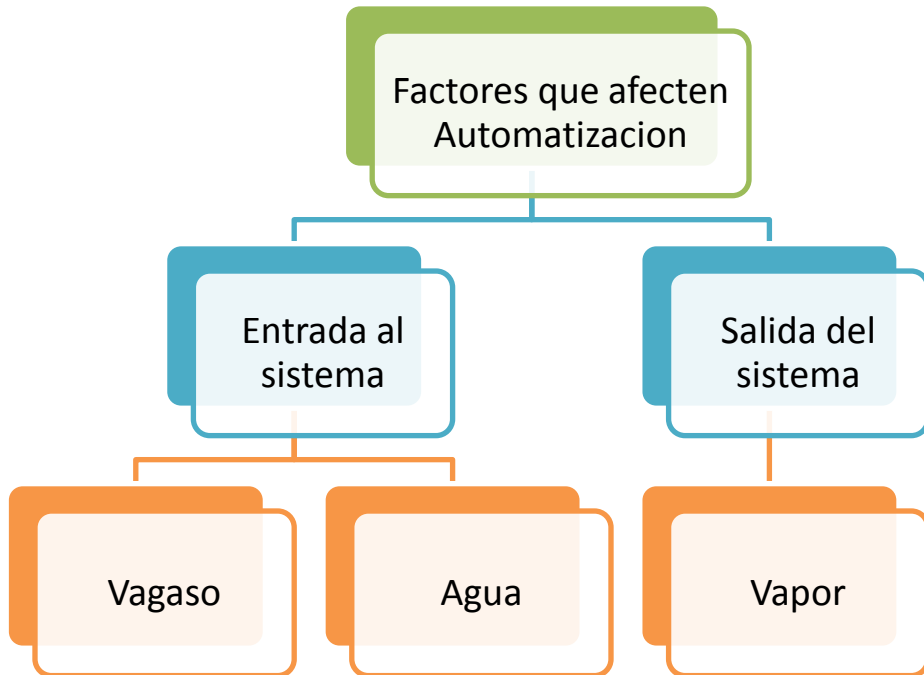 Factores que afecten
Automatizacion
Entrada al
sistema
Salida del
sistema
Vagaso
Agua
Vapor